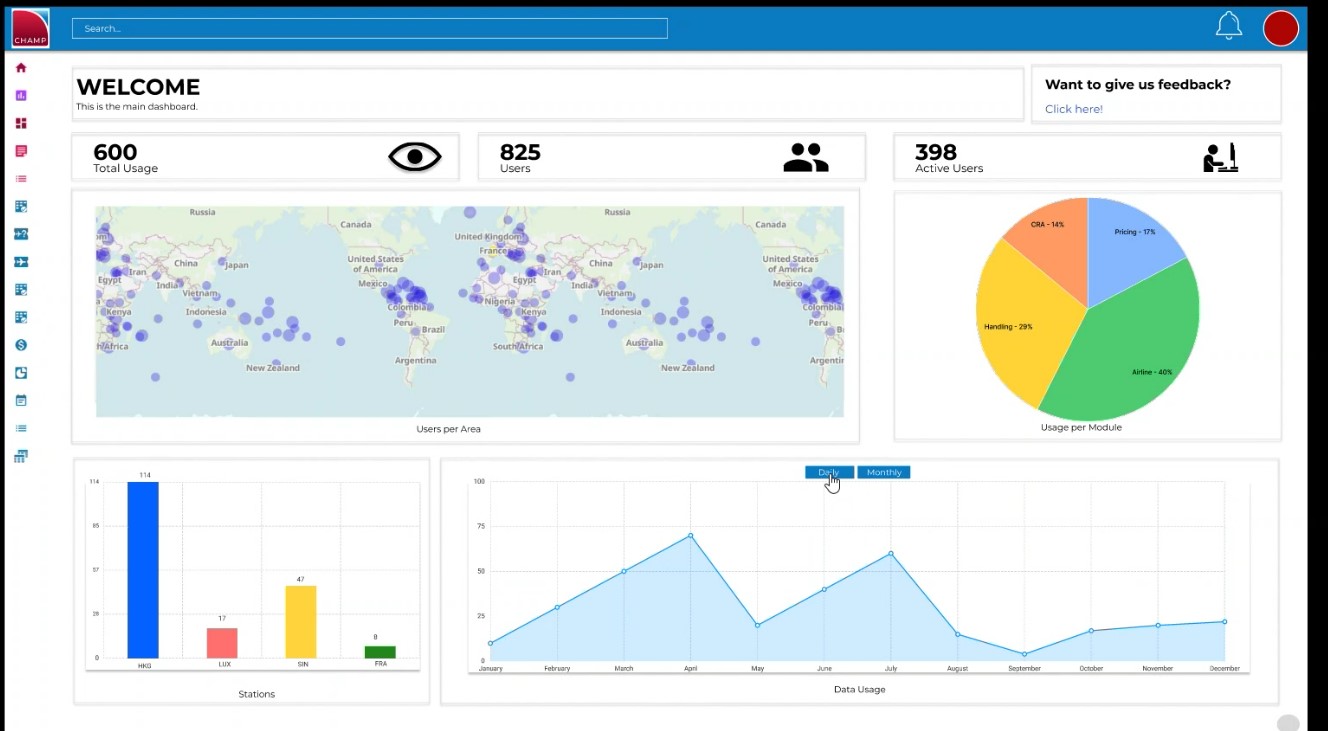 CHAMP
Search...
WELCOME
This is the main dashboard.
Want to give us feedback?
Click here!
600
Total Usage
825
Users
398
Active Users
Russia
Russia
Canada
Canada
United Kingdom
France
China
Japan
United States
of America
China
Japan
United States
of America
Iran
Egypt
India
Mexico
Iran
Egypt
India
Mexico
Vietnam
Vietnam
Kenya
Indonesia
Colombia
Nigeria
Kenya
Indonesia
Colombia
Peru
Brazil
Peru
Australia
South Africa
Australia
Argentina
New Zealand
New Zealand
Users per Area
CRA - 14%
Pricing - 17%
Handling - 29%
Airline - 40%
Usage per Module
114
114
85
57
28
0
17
47
8
HKG
LUX
SIN
FRA
Stations
Daily
Monthly
100
75
50
25
0
January
February
March
April
May
June
July
August
September
October
November
December
Data Usage